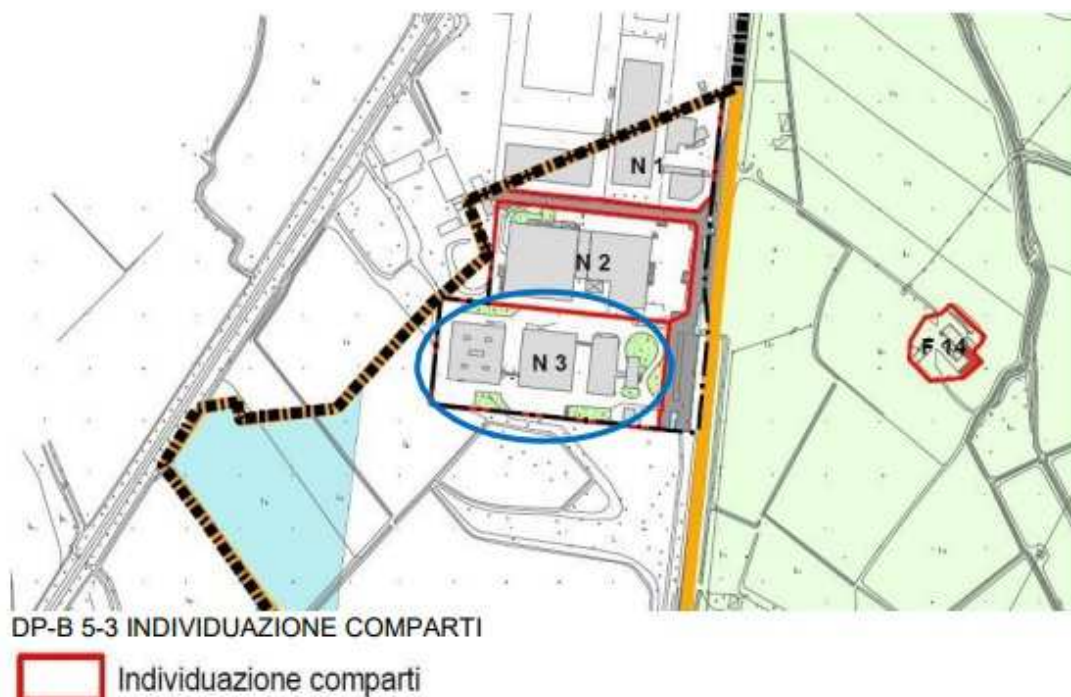 N 1
N 2
N 3
F 14
DP-B 5-3 INDIVIDUAZIONE COMPARTI
Individuazione comparti